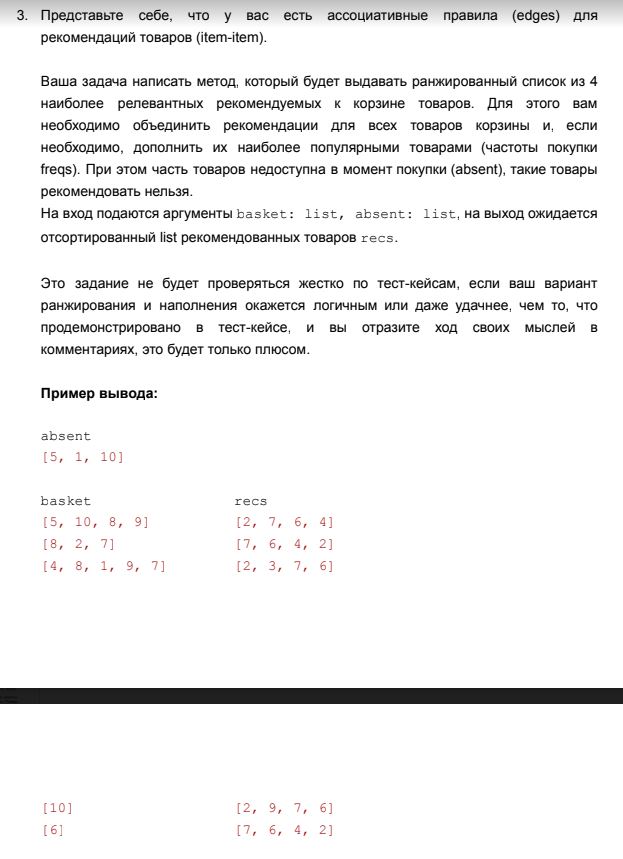 3. Представьте себе, что у вас есть ассоциативные правила (edges) для
рекомендаций товаров (item-item).
Ваша задача написать метод, который будет выдавать ранжированный список из 4
наиболее релевантных рекомендуемых к корзине товаров. Для этого вам
необходимо объединить рекомендации для всех товаров корзины и, если
необходимо, дополнить их наиболее популярными товарами (частоты покупки
freqs). При этом часть товаров недоступна в момент покупки (absent), такие товары
рекомендовать нельзя.
На вход подаются аргументы basket: list, absent: list, на выход ожидается
отсортированный list рекомендованных товаров recs.
Это задание не будет проверяться жестко по тест-кейсам, если ваш вариант
ранжирования и наполнения окажется логичным или даже удачнее, чем то, что
продемонстрировано в тест-кейсе, и вы отразите ход своих мыслей в
комментариях, это будет только плюсом.
Пример вывода:
absent
[5, 1, 10]
basket recs
[5, 10, 8, 9] [2, 7, 6, 4]
[8, 2, 7] [7, 6, 4, 2]
[4, 8, 1, 9, 7] [2, 3, 7, 6]
[10] [2, 9, 7, 6]
[6] [7, 6, 4, 2]